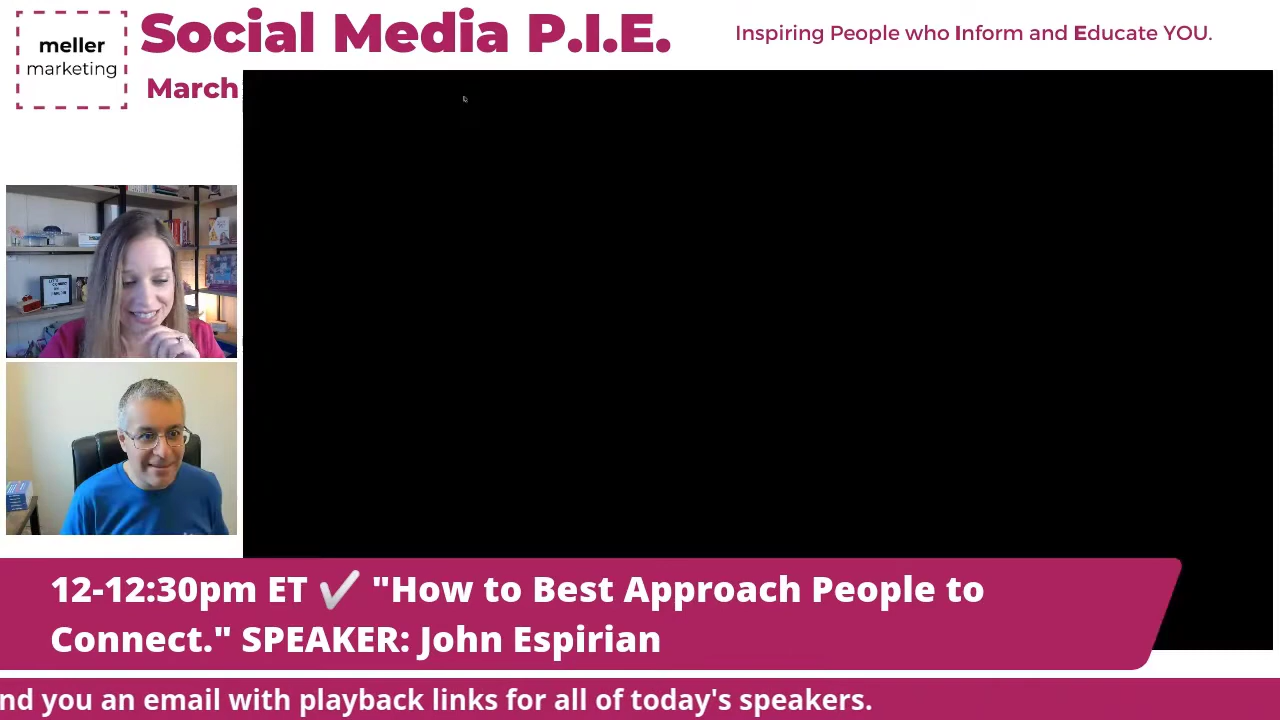 meller
marketing
Social Media P.I.E.
Inspiring People who Inform and Educate YOU.
March
12-12:30pm ET ✔ "How to Best Approach People to
Connect." SPEAKER: John Espirian
nd you an email with playback links for all of today's speakers.